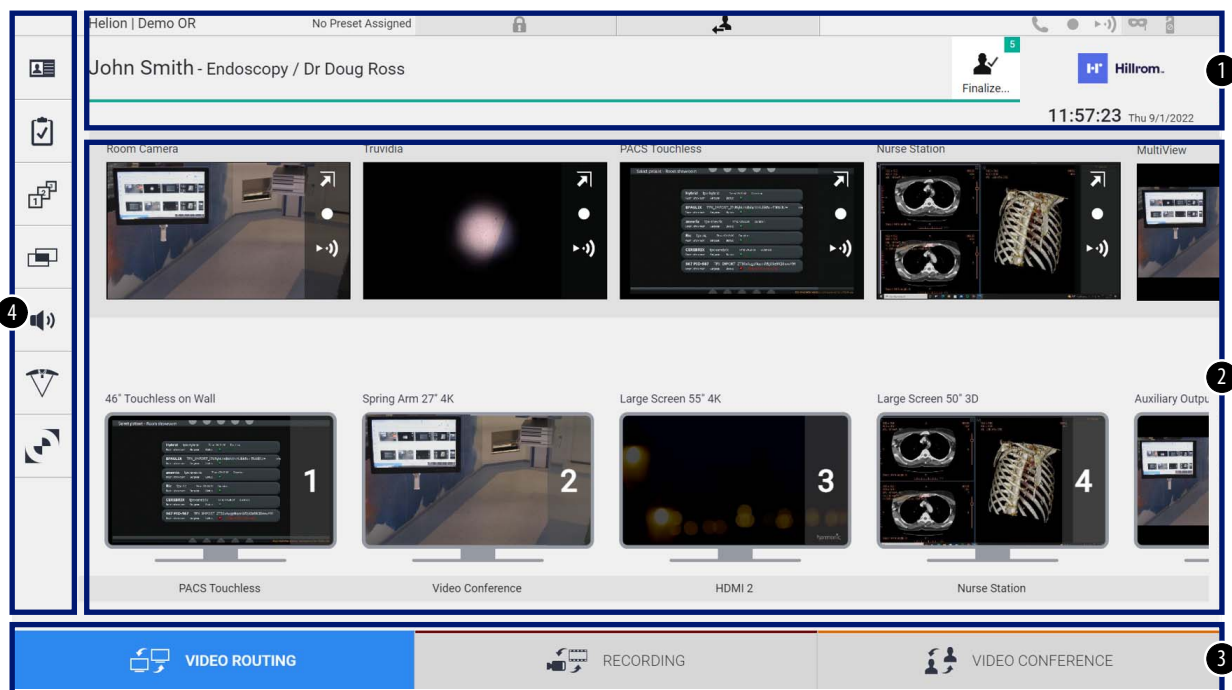 Helion | Demo OR
No Preset Assigned
John Smith - Endoscopy / Dr Doug Ross
5
Finalize...
Hillrom
1
11:57:23 Thu 9/1/2022
Room Camera
Truvidia
PACS Touchless
Nurse Station
MultiView
4
2
46" Touchless on Wall
Spring Arm 27" 4K
Large Screen 55" 4K
Large Screen 50" 3D
Auxiliary Outpu
1
2
3
4
PACS Touchless
Video Conference
HDMI 2
Nurse Station
VIDEO ROUTING
RECORDING
VIDEO CONFERENCE
3